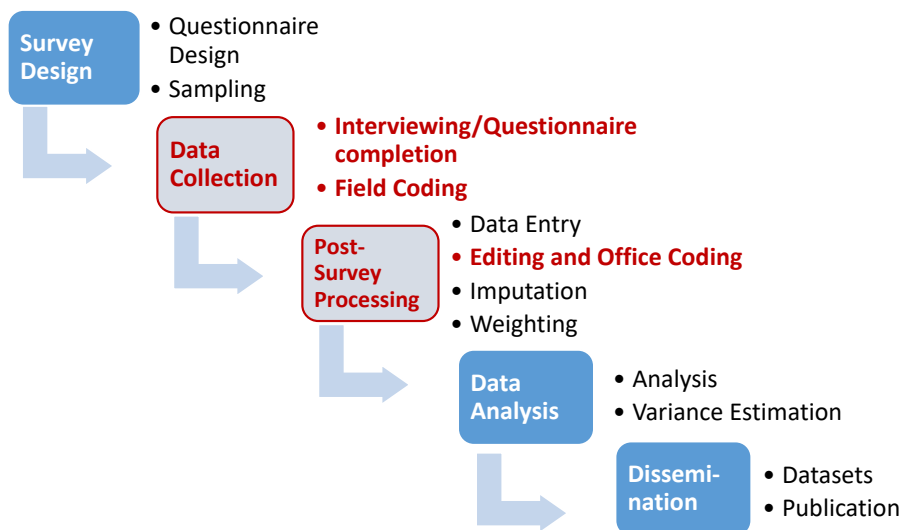 Survey
Design
• Questionnaire
Design
• Sampling
Data
Collection
• Interviewing/Questionnaire
completion
• Field Coding
Post-
Survey
Processing
• Data Entry
• Editing and Office Coding
• Imputation
• Weighting
Data
Analysis
• Analysis
• Variance Estimation
Dissemi-
nation
• Datasets
• Publication